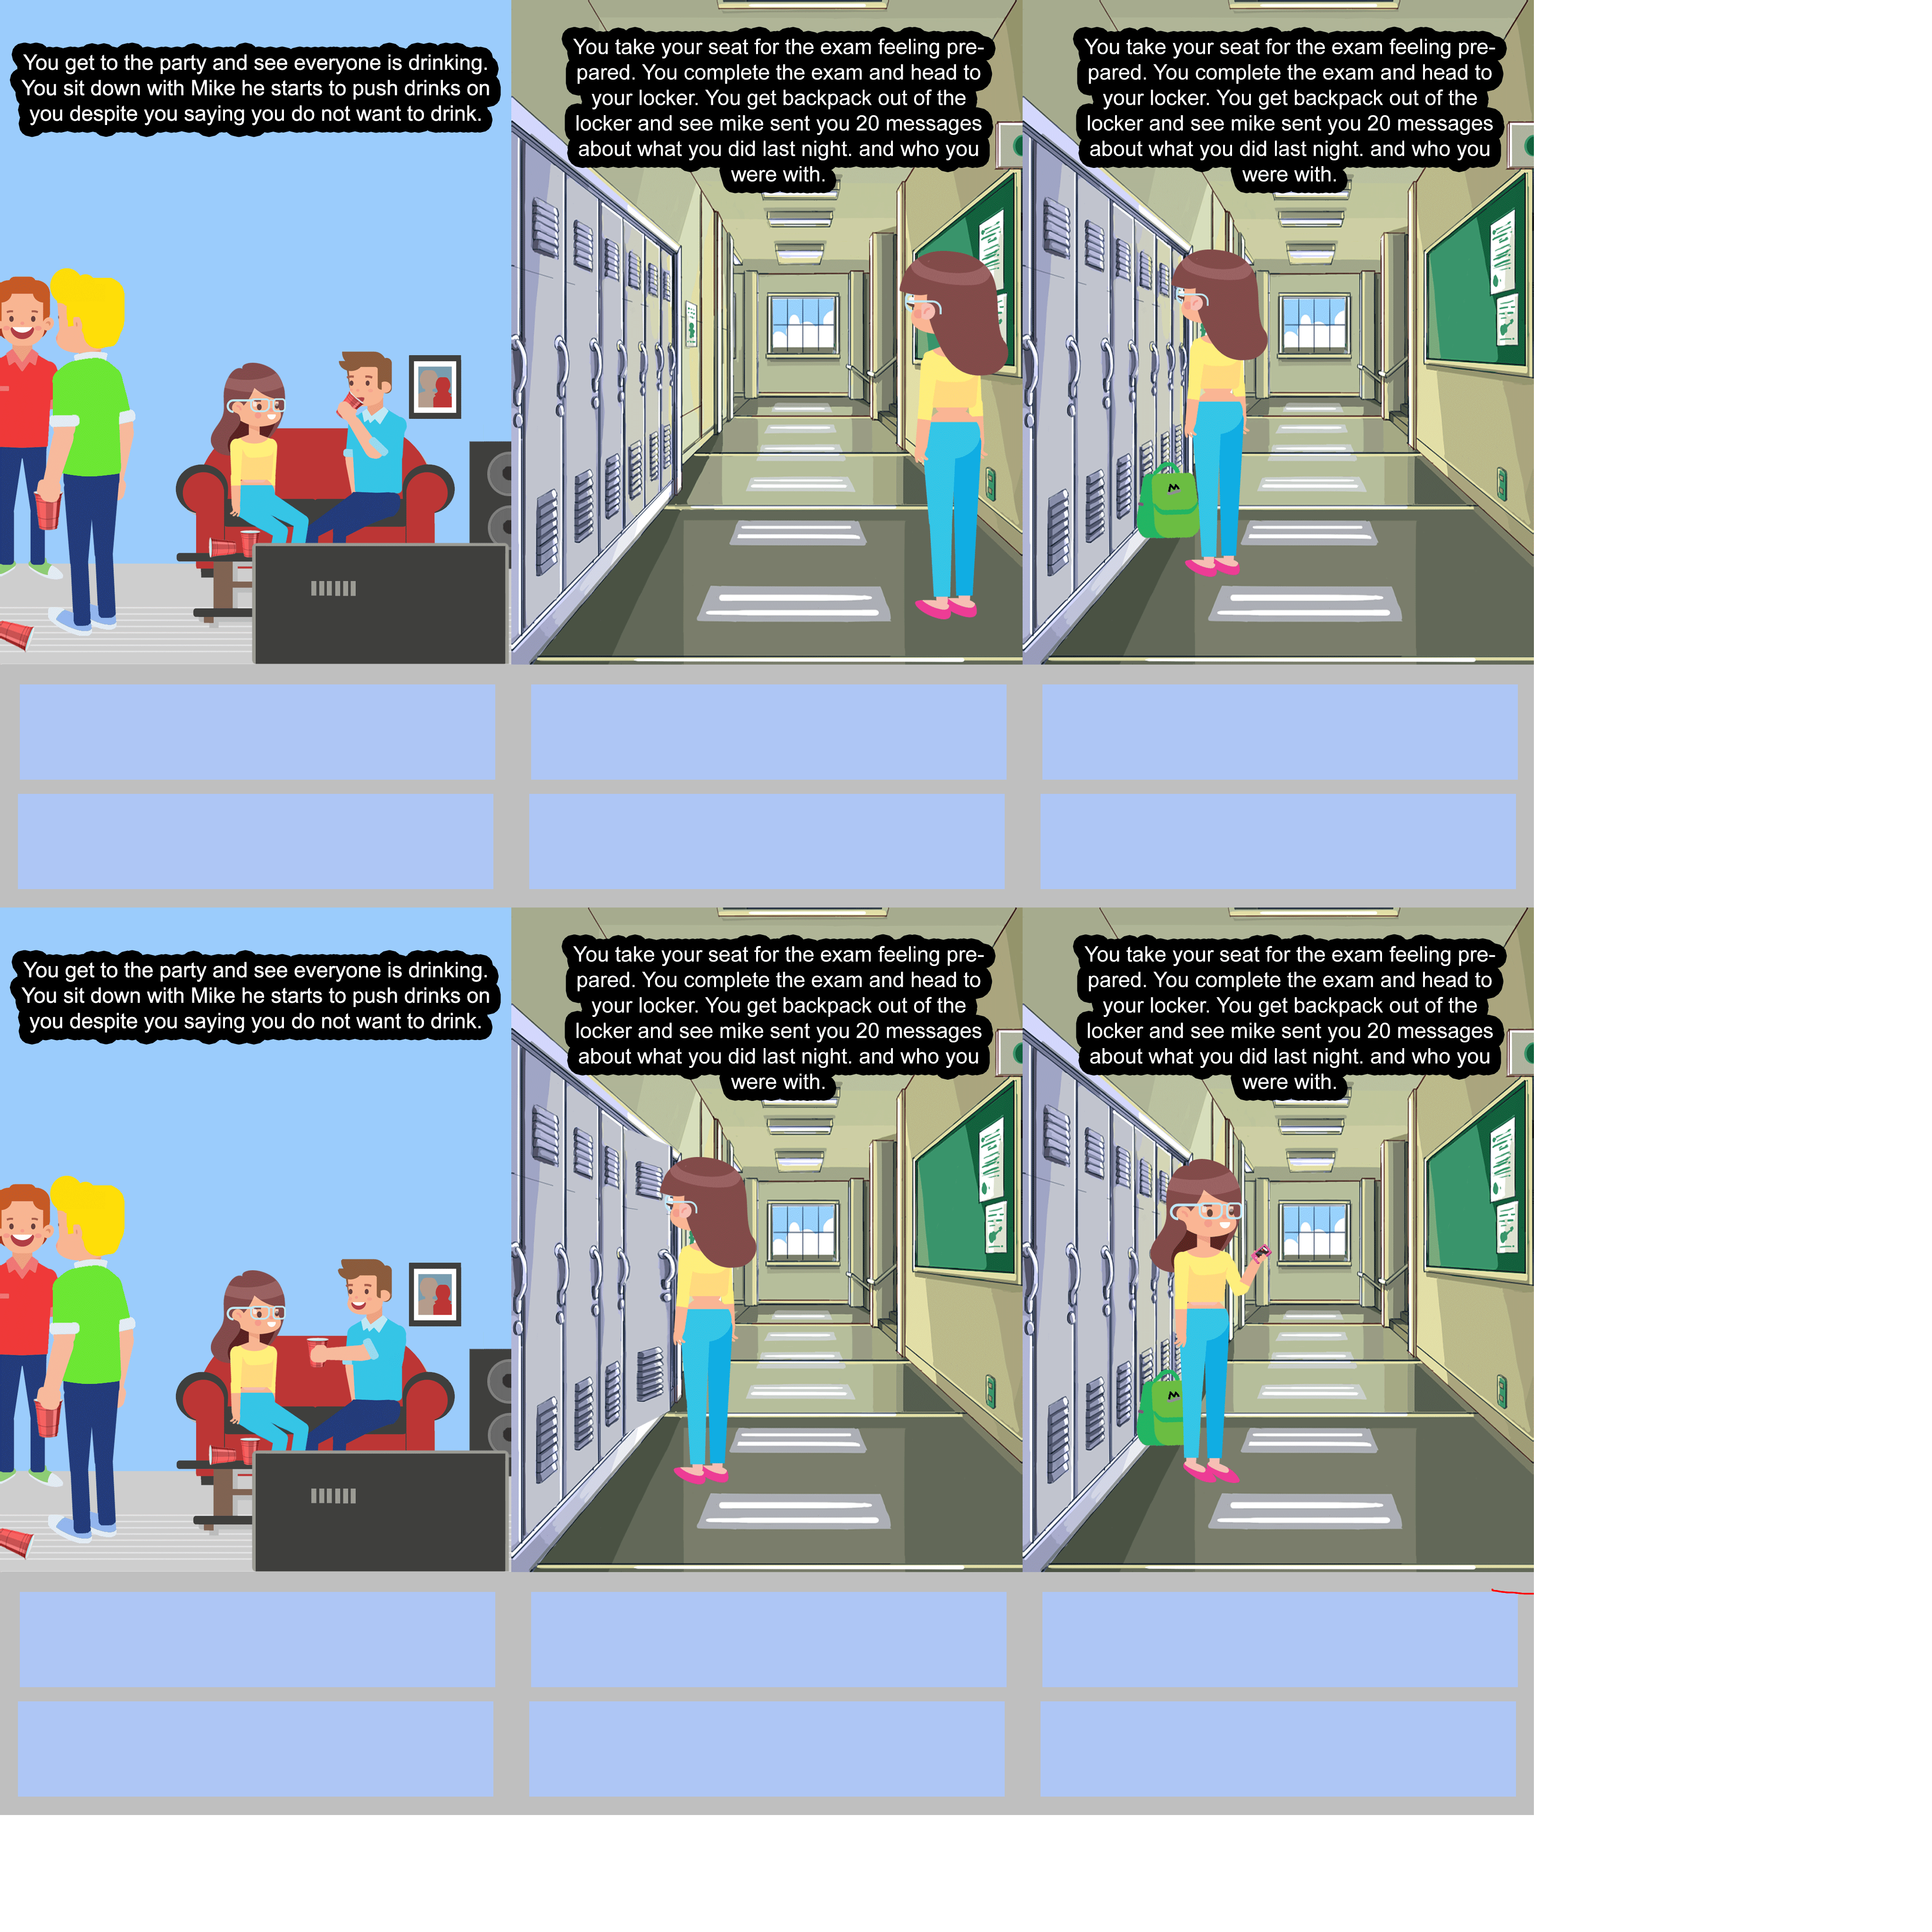 You get to the party and see everyone is drinking.
You sit down with Mike he starts to push drinks on
you despite you saying you do not want to drink.
You take your seat for the exam feeling pre-
pared. You complete the exam and head to
your locker. You get backpack out of the
locker and see mike sent you 20 messages
about what you did last night. and who you
were with.
You take your seat for the exam feeling pre-
pared. You complete the exam and head to
your locker. You get backpack out of the
locker and see mike sent you 20 messages
about what you did last night. and who you
were with.
You get to the party and see everyone is drinking.
You sit down with Mike he starts to push drinks on
you despite you saying you do not want to drink.
You take your seat for the exam feeling pre-
pared. You complete the exam and head to
your locker. You get backpack out of the
locker and see mike sent you 20 messages
about what you did last night. and who you
were with.
You take your seat for the exam feeling pre-
pared. You complete the exam and head to
your locker. You get backpack out of the
locker and see mike sent you 20 messages
about what you did last night. and who you
were with.